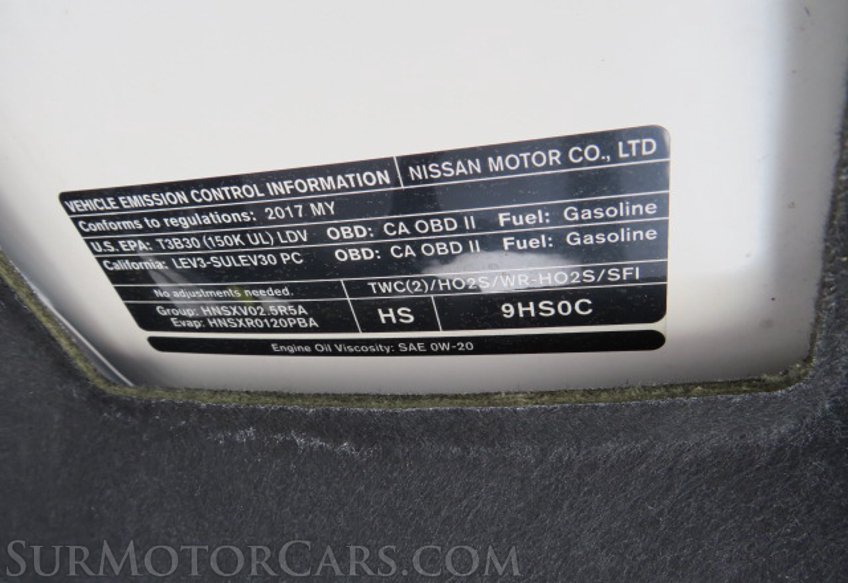 VEHICLE EMISSION CONTROL INFORMATION NISSAN MOTOR CO., LTD
Conforms to regulations: 2017 MY
U.S. EPA: T3B30 (150K UL) LDV OBD: CA OBD II Fuel: Gasoline
California: LEV3-SULEV30 PC OBD: CA OBD II Fuel: Gasoline
No adjustments needed. TWC(2)/HO2S/WR-HO2S/SFI
Group: HNSXV02.5R5A
Evap: HNSXR0120PBA HS 9HS0C
Engine Oil Viscosity: SAE 0W-20
SURMOTORCARS.COM